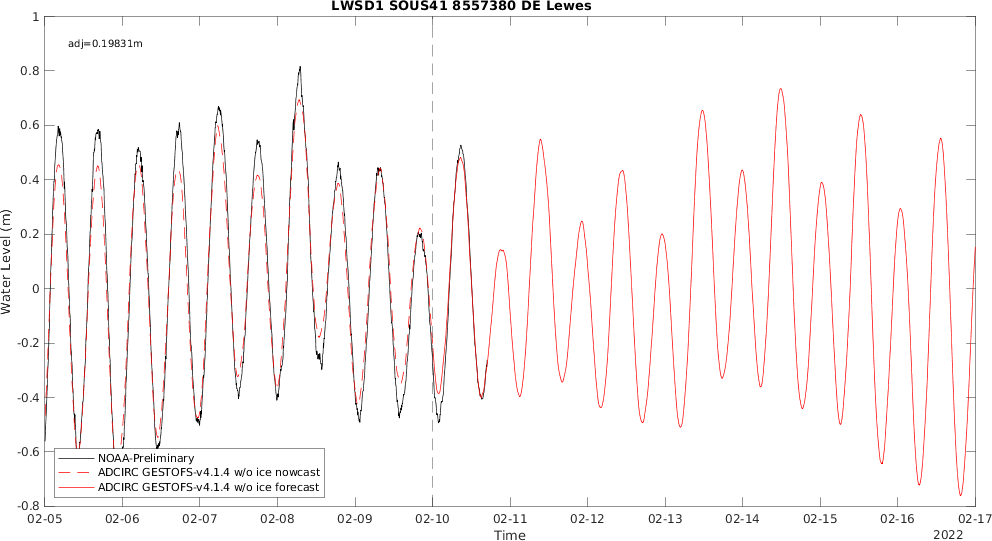 LWSD1 SOUS41 8557380 DE Lewes
adj=0.19831m
1
0.8
0.6
0.4
0.2
0
-0.2
-0.4
-0.6
-0.8
Water Level (m)
NOAA-Preliminary
ADCIRC GESTOFS-v4.1.4 w/o ice nowcast
ADCIRC GESTOFS-v4.1.4 w/o ice forecast
02-05 02-06 02-07 02-08 02-09 02-10 02-11 02-12 02-13 02-14 02-15 02-16 02-17
Time
2022